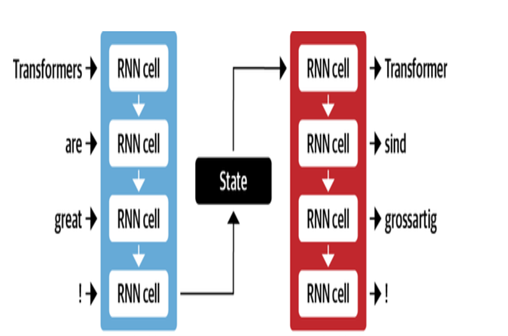 Transformers
RNN cell
are
RNN cell
great
RNN cell
!
RNN cell
State
RNN cell
Transformer
RNN cell
sind
RNN cell
grossartig
RNN cell
!